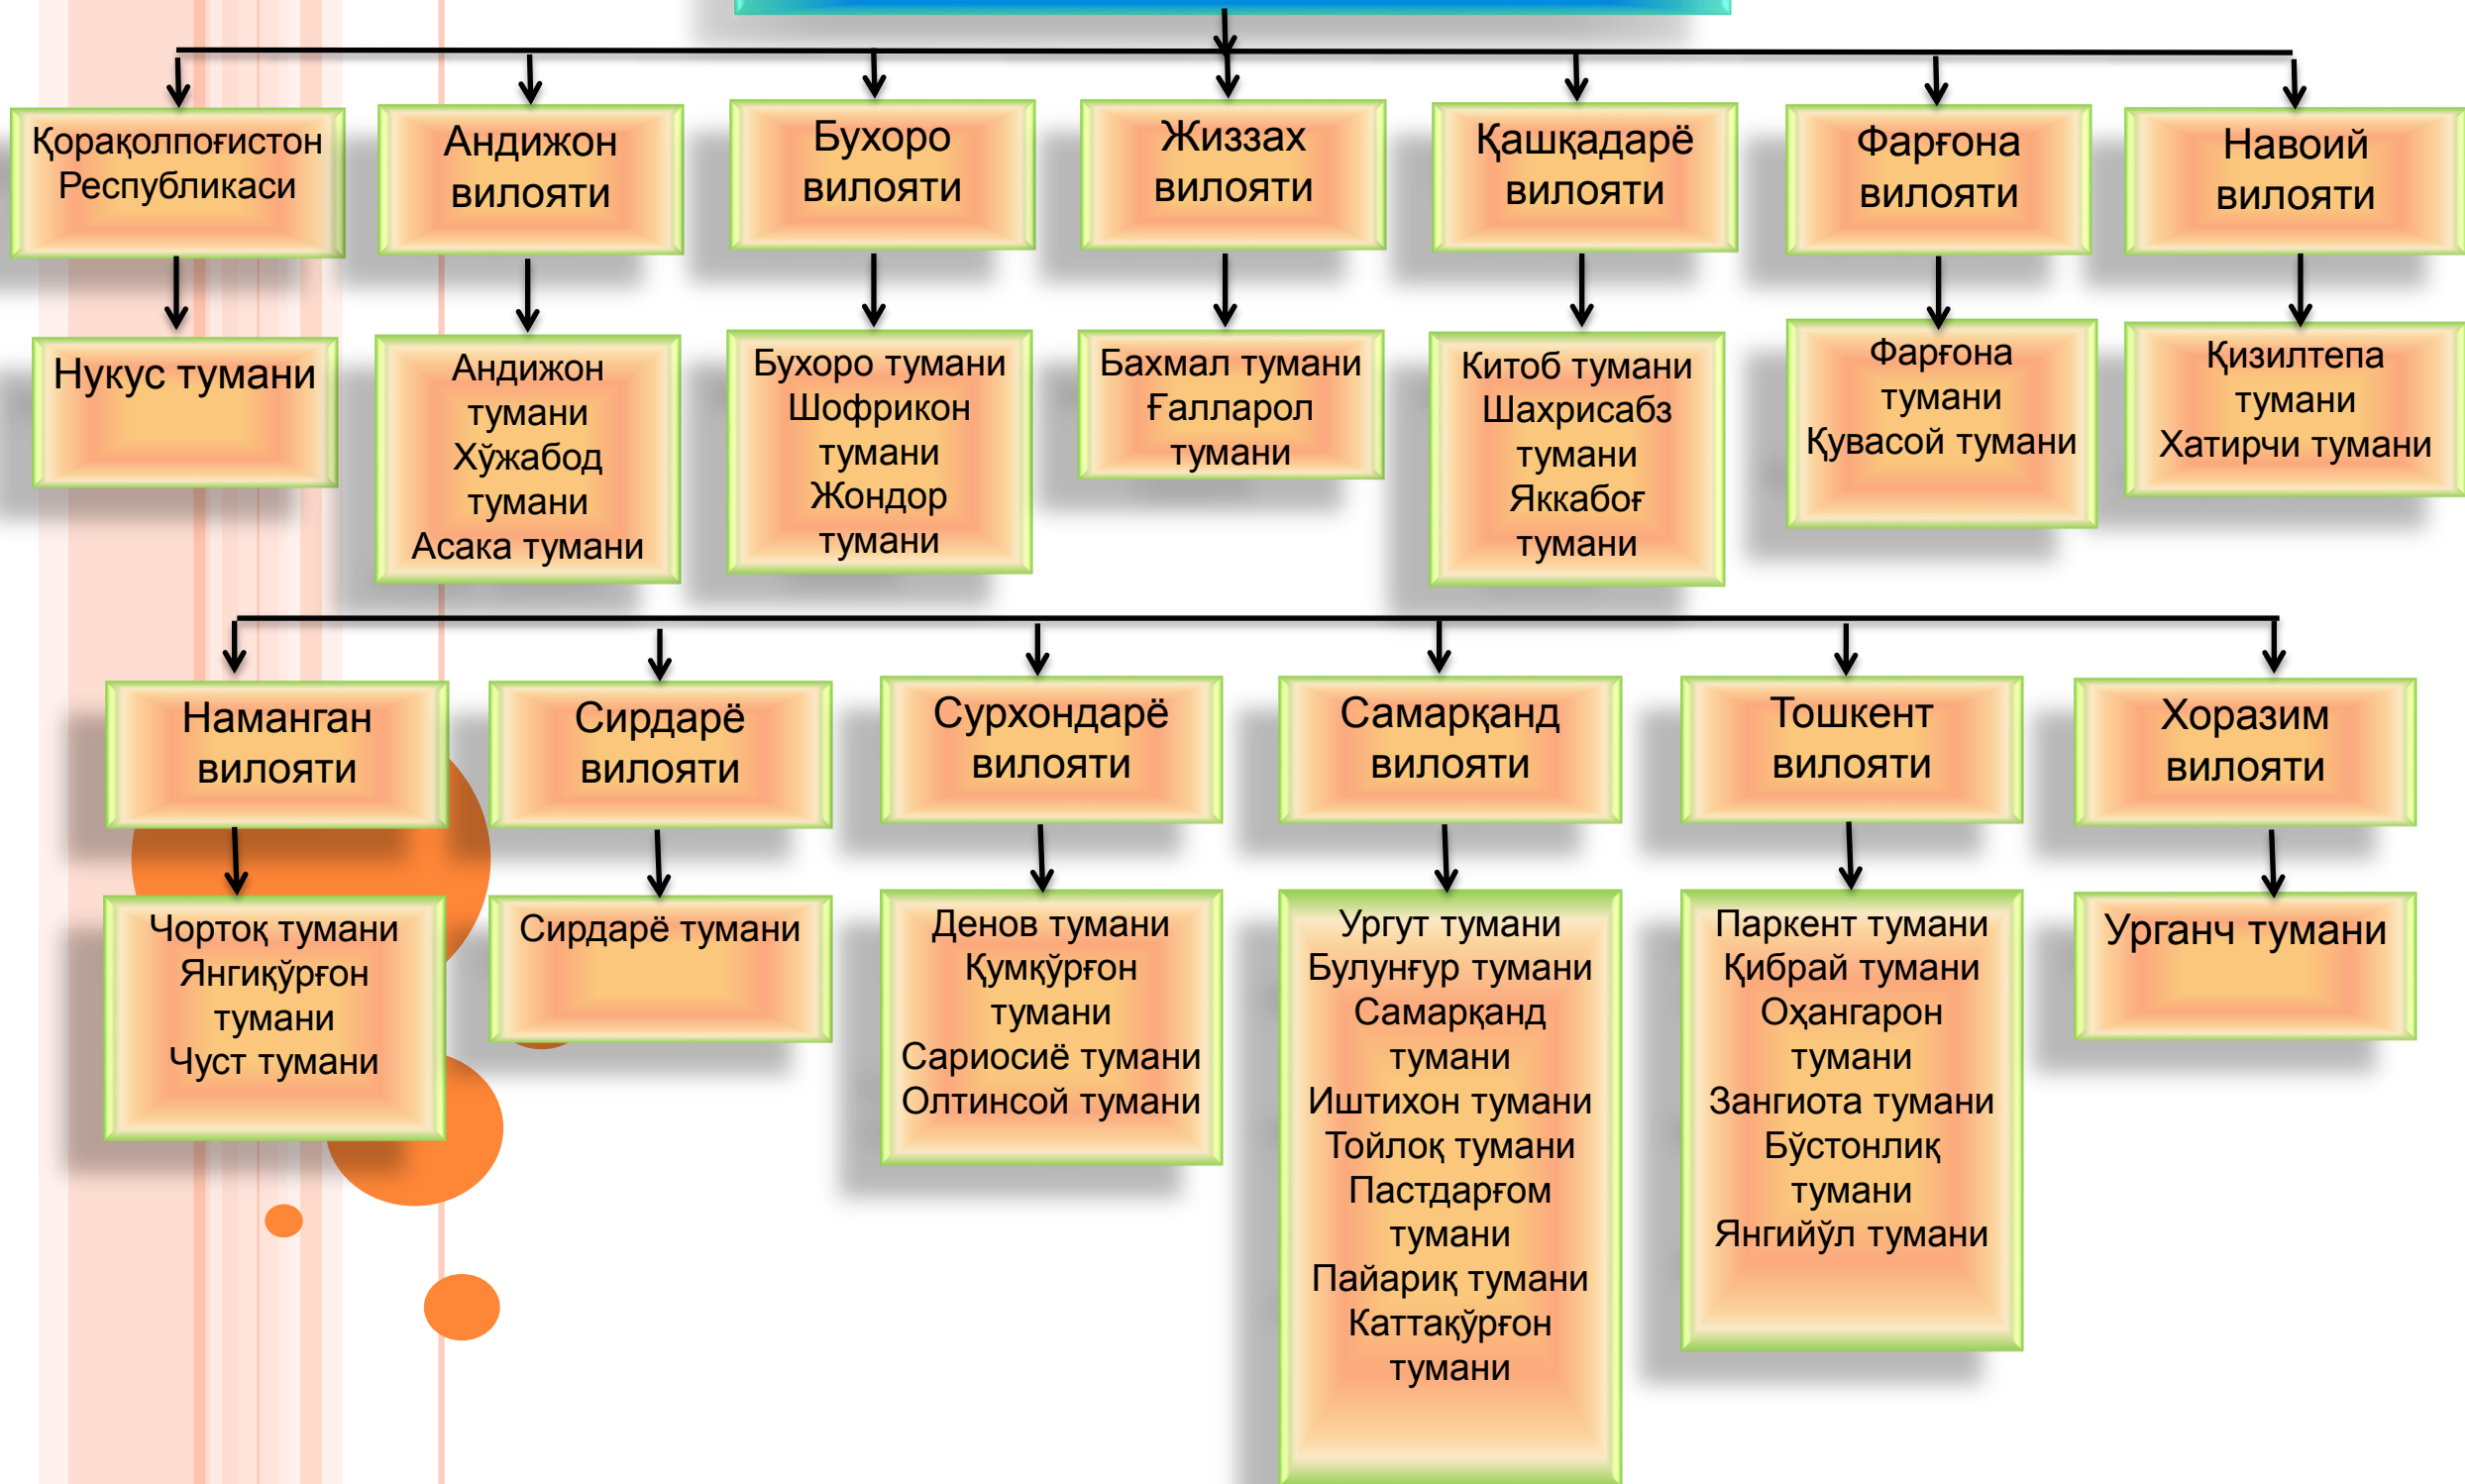 Қорақолпоғистон
Республикаси
Андижон
вилояти
Бухоро
вилояти
Жиззах
вилояти
Қашқадарё
вилояти
Фарғона
вилояти
Навоий
вилояти
Нукус тумани
Андижон
тумани
Хўжабод
тумани
Асака тумани
Бухоро тумани
Шофрикон
тумани
Жондор
тумани
Бахмал тумани
Ғалларол
тумани
Китоб тумани
Шахрисабз
тумани
Яккабоғ
тумани
Фарғона
тумани
Қувасой тумани
Қизилтепа
тумани
Хатирчи тумани
Наманган
вилояти
Сирдарё
вилояти
Сурхондарё
вилояти
Самарқанд
вилояти
Тошкент
вилояти
Хоразим
вилояти
Чортоқ тумани
Янгиқўрғон
тумани
Чуст тумани
Сирдарё тумани
Денов тумани
Қумқўрғон
тумани
Сариосиё тумани
Олтинсой тумани
Ургут тумани
Булунғур тумани
Самарқанд
тумани
Иштихон тумани
Тойлоқ тумани
Пастдарғом
тумани
Пайариқ тумани
Каттақўрғон
тумани
Паркент тумани
Қибрай тумани
Оҳангарон
тумани
Зангиота тумани
Бўстонлиқ
тумани
Янгийўл тумани
Урганч тумани